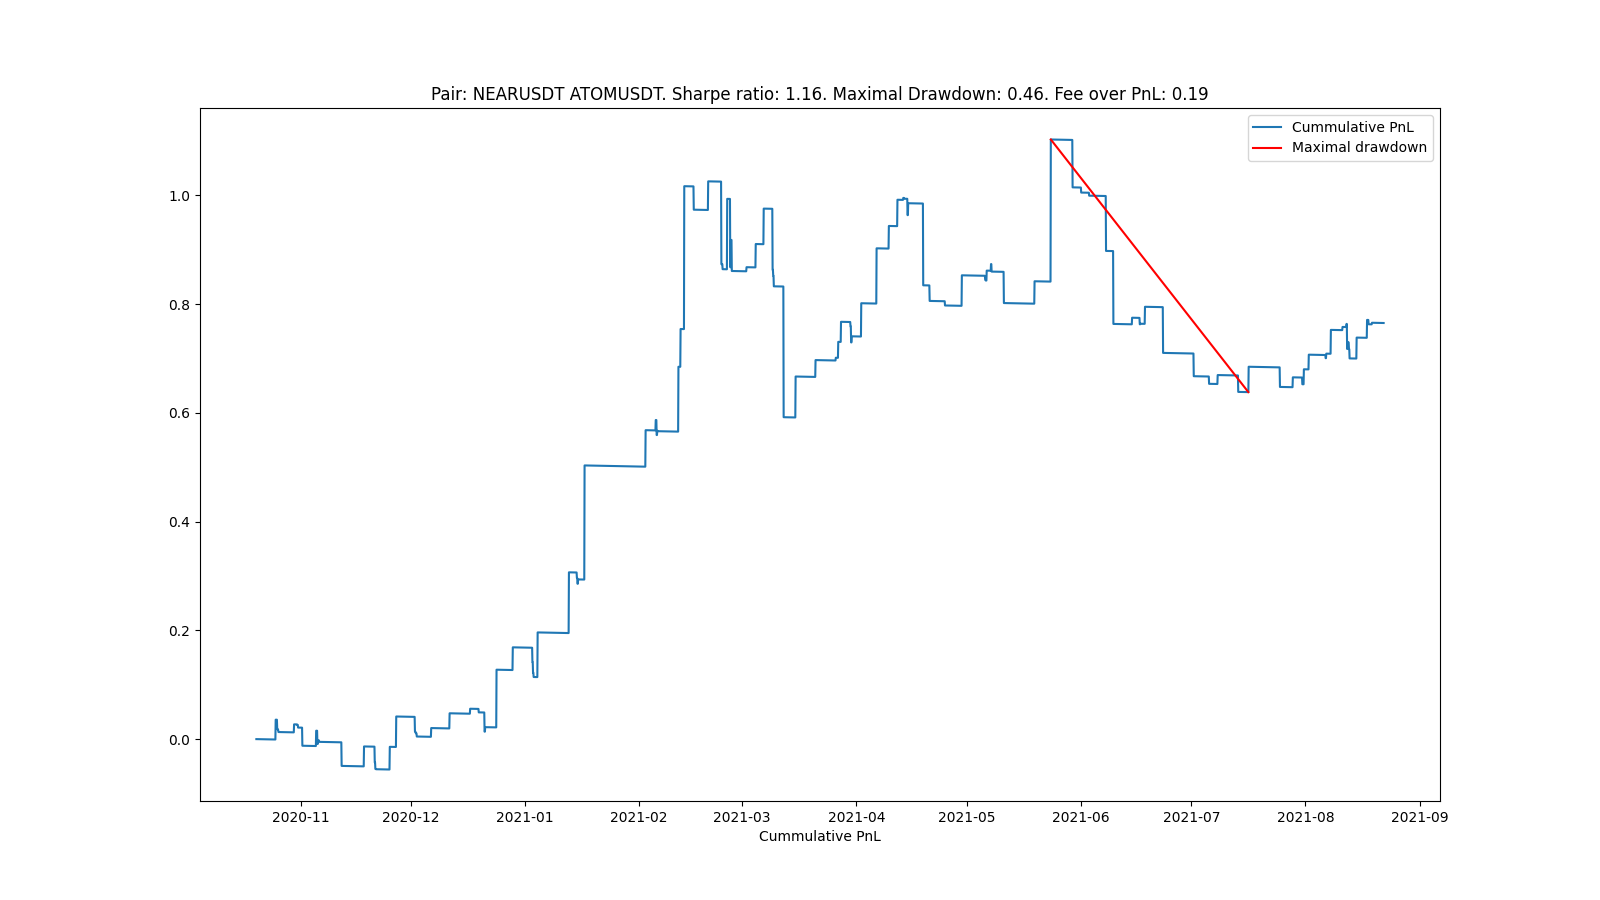 Pair: NEARUSDT ATOMUSDT. Sharpe ratio: 1.16. Maximal Drawdown: 0.46. Fee over PnL: 0.19
Cummulative PnL
Maximal drawdown
1.0
0.8
0.6
0.4
0.2
0.0
2020-11 2020-12 2021-01 2021-02 2021-03 2021-04 2021-05 2021-06 2021-07 2021-08 2021-09
Cummulative PnL